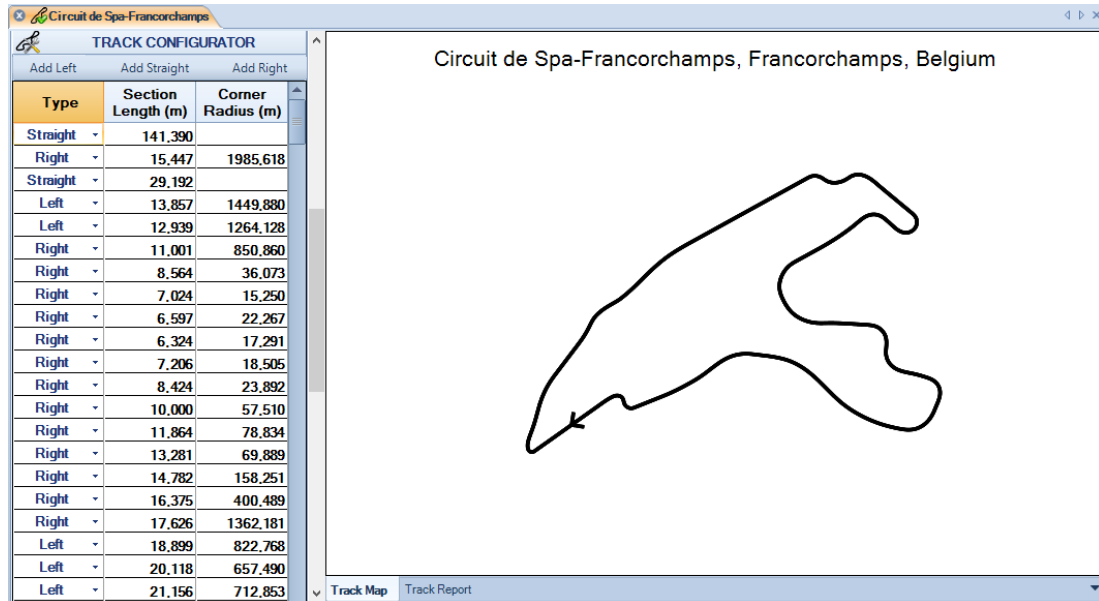 Circuit de Spa-Francorchamps
TRACK CONFIGURATOR
Add Left Add Straight Add Right
Type Section Length (m) Corner Radius (m)
Straight 141,390
Right 15,447 1985,618
Straight 29,192
Left 13,857 1449,880
Left 12,939 1264,128
Right 11,001 850,860
Right 8,564 36,073
Right 7,024 15,250
Right 6,597 22,267
Right 6,324 17,291
Right 7,206 18,505
Right 8,424 23,892
Right 10,000 57,510
Right 11,864 78,834
Right 13,281 69,889
Right 14,782 158,251
Right 16,375 400,489
Right 17,626 1362,181
Left 18,899 822,768
Left 20,118 657,490
Left 21,156 712,853
Circuit de Spa-Francorchamps, Francorchamps, Belgium
Track Map Track Report